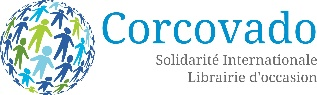 Corcovado
Solidarité Internationale
Librairie d'occasion